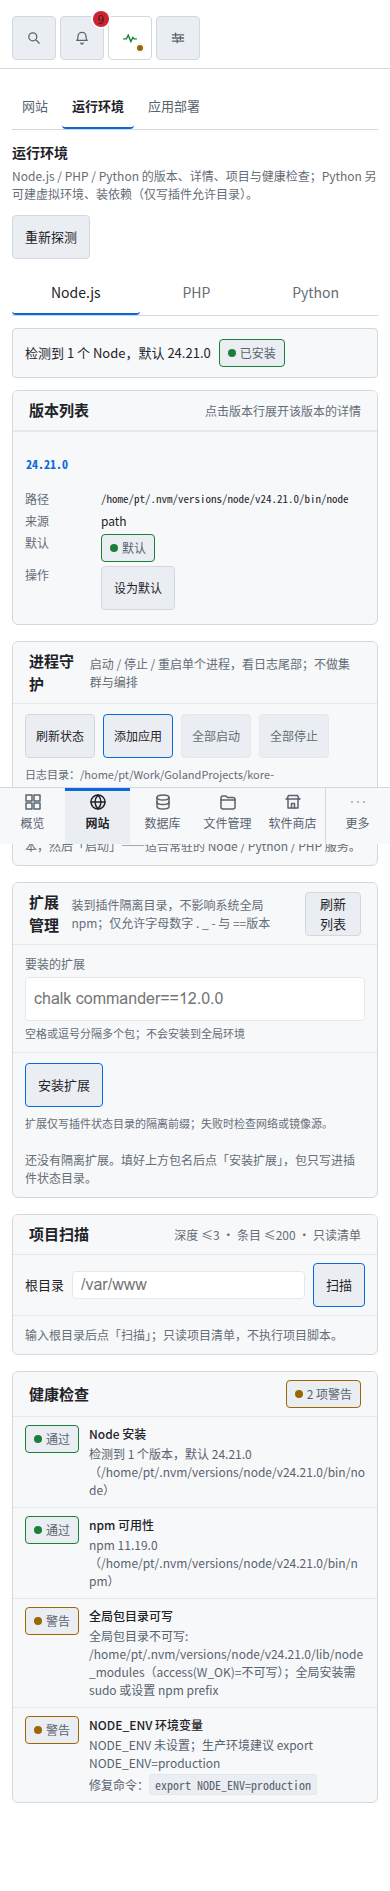 9
网站
运行环境
应用部署
运行环境
Node.js / PHP / Python 的版本、详情、项目与健康检查；Python 另
可建虚拟环境、装依赖（仅写插件允许目录）。
重新探测
Node.js
PHP
Python
检测到 1 个 Node，默认 24.21.0
已安装
版本列表
点击版本行展开该版本的详情
24.21.0
路径
/home/pt/.nvm/versions/node/v24.21.0/bin/node
来源
path
默认
默认
操作
设为默认
进程守
护
启动 / 停止 / 重启单个进程，看日志尾部；不做集
群与编排
刷新状态
添加应用
全部启动
全部停止
日志目录：/home/pt/Work/GolandProjects/kore-
概览
网站
数据库
文件管理
软件商店
更多
本，然后「启动」——适合常驻的 Node / Python / PHP 服务。
扩展
管理
装到插件隔离目录，不影响系统全局
npm；仅允许字母数字 . _ - 与 ==版本
刷新
列表
要装的扩展
chalk commander==12.0.0
空格或逗号分隔多个包；不会安装到全局环境
安装扩展
扩展仅写插件状态目录的隔离前缀；失败时检查网络或镜像源。
还没有隔离扩展。填好上方包名后点「安装扩展」，包只写进插
件状态目录。
项目扫描
深度 ≤3 · 条目 ≤200 · 只读清单
根目录
/var/www
扫描
输入根目录后点「扫描」；只读项目清单，不执行项目脚本。
健康检查
2 项警告
通过
Node 安装
检测到 1 个版本，默认 24.21.0
（/home/pt/.nvm/versions/node/v24.21.0/bin/no
de）
通过
npm 可用性
npm 11.19.0
（/home/pt/.nvm/versions/node/v24.21.0/bin/n
pm）
警告
全局包目录可写
全局包目录不可写:
/home/pt/.nvm/versions/node/v24.21.0/lib/node
_modules（access(W_OK)=不可写）；全局安装需
sudo 或设置 npm prefix
警告
NODE_ENV 环境变量
NODE_ENV 未设置；生产环境建议 export
NODE_ENV=production
修复命令： export NODE_ENV=production